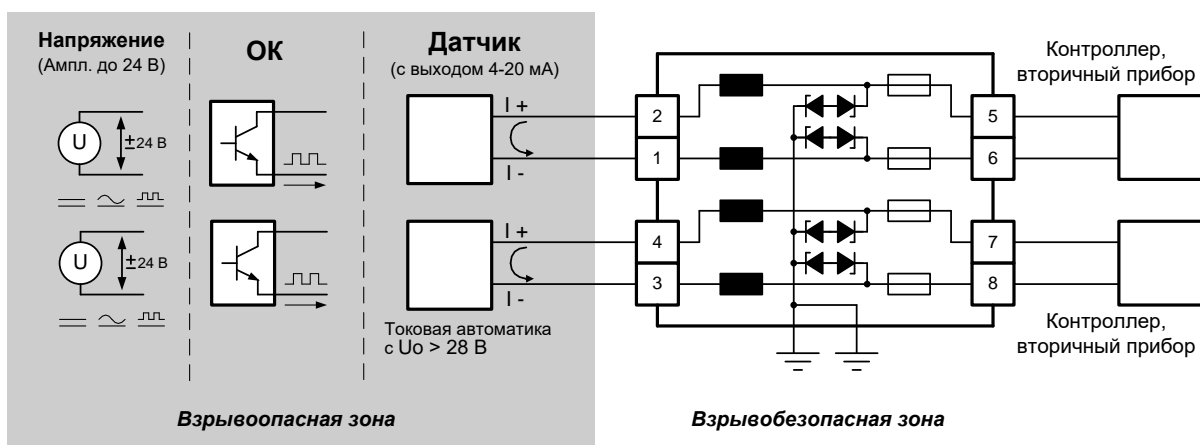 Напряжение
(Ампл. до 24 В)
ОК
Датчик
(с выходом 4-20 мА)
Контроллер,
вторичный прибор
U
±24 В
I +
I -
2
1
5
6
U
±24 В
I +
I -
4
3
7
8
Токовая автоматика
с Uo > 28 В
Контроллер,
вторичный прибор
Взрывоопасная зона
Взрывобезопасная зона